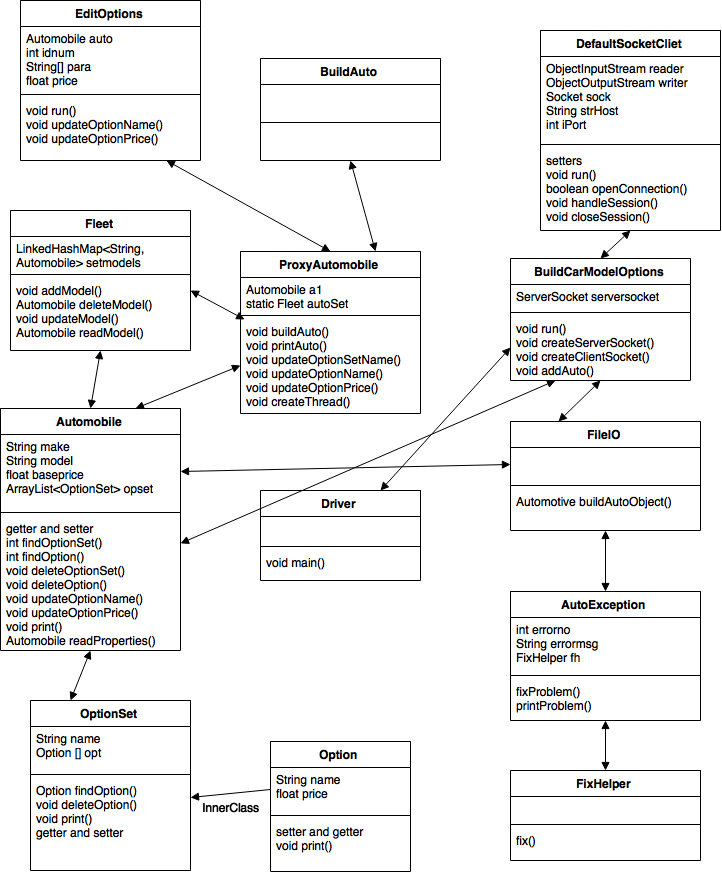 EditOptions
Automobile auto
int idnum
String[] para
float price
void run()
void updateOptionName()
void updateOptionPrice()
BuildAuto
DefaultSocketCliet
ObjectInputStream reader
ObjectOutputStream writer
Socket sock
String strHost
int iPort
setters
void run()
boolean openConnection()
void handleSession()
void closeSession()
Fleet
LinkedHashMap<String,
Automobile> setmodels
void addModel()
Automobile deleteModel()
void updateModel()
Automobile readModel()
ProxyAutomobile
Automobile a1
static Fleet autoSet
void buildAuto()
void printAuto()
void updateOptionSetName()
void updateOptionName()
void updateOptionPrice()
void createThread()
BuildCarModelOptions
ServerSocket serversocket
void run()
void createServerSocket()
void createClientSocket()
void addAuto()
Automobile
String make
String model
float baseprice
ArrayList<OptionSet> opset
getter and setter
int findOptionSet()
int findOption()
void deleteOptionSet()
void deleteOption()
void updateOptionName()
void updateOptionPrice()
void print()
Automobile readProperties()
Driver
void main()
FileIO
Automotive buildAutoObject()
AutoException
int errorno
String errormsg
FixHelper fh
fixProblem()
printProblem()
OptionSet
String name
Option [] opt
Option findOption()
void deleteOption()
void print()
getter and setter
InnerClass
Option
String name
float price
setter and getter
void print()
FixHelper
fix()